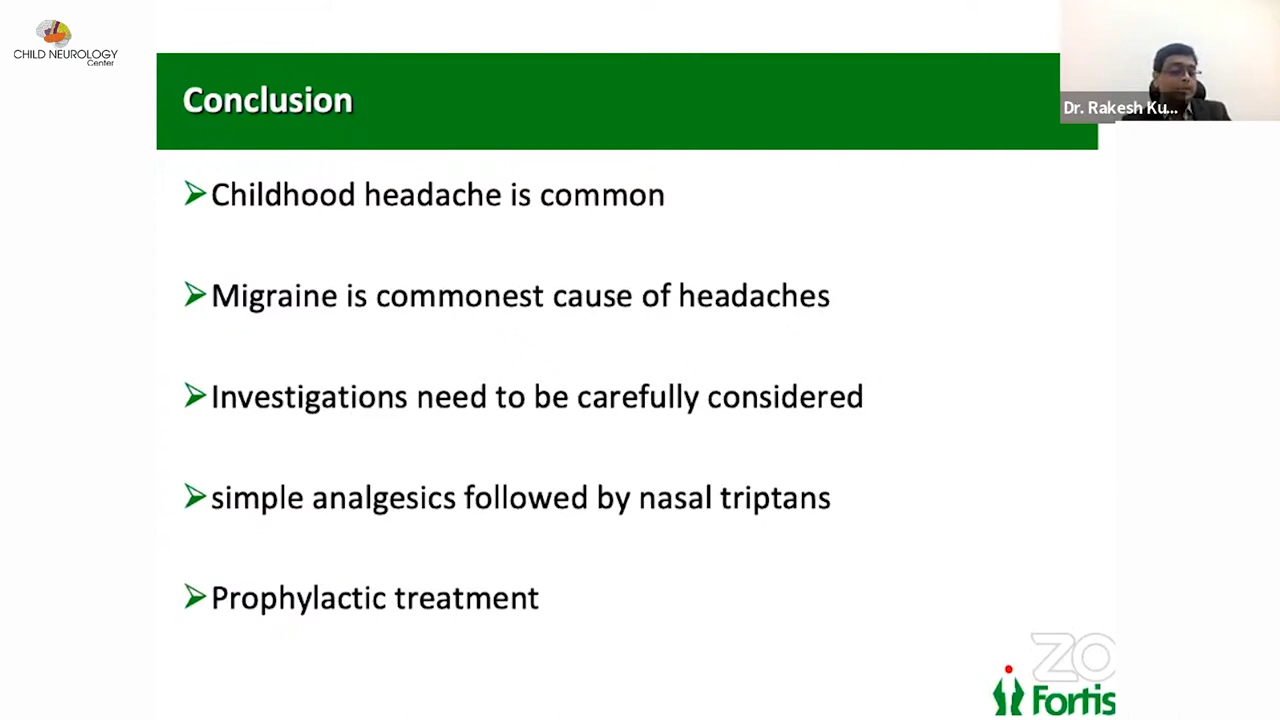 CHILD NEUROLOGY
Center
Conclusion
Dr. Rakesh Ku...
➢Childhood headache is common
➢Migraine is commonest cause of headaches
➢Investigations need to be carefully considered
➢simple analgesics followed by nasal triptans
➢Prophylactic treatment
ZO
Fortis